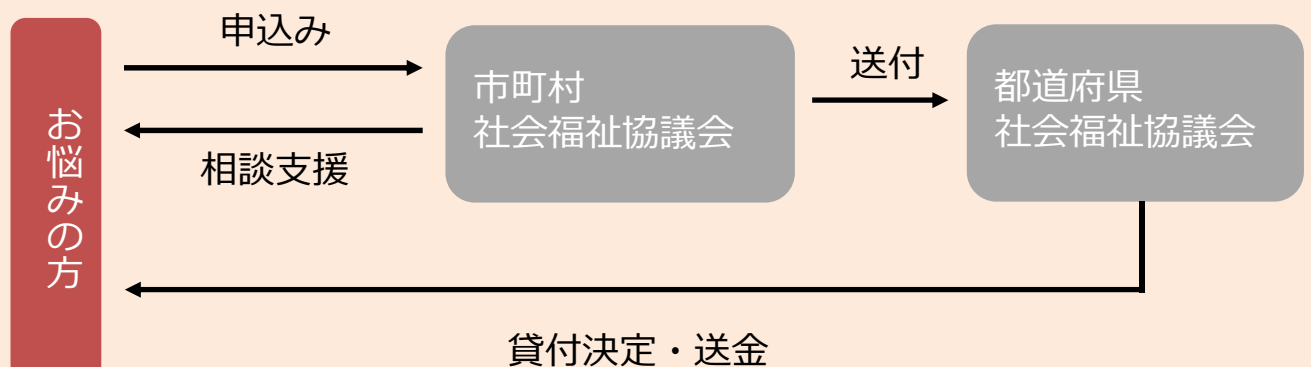 お悩みの方
申込み
相談支援
市町村
社会福祉協議会
送付
都道府県
社会福祉協議会
貸付決定・送金